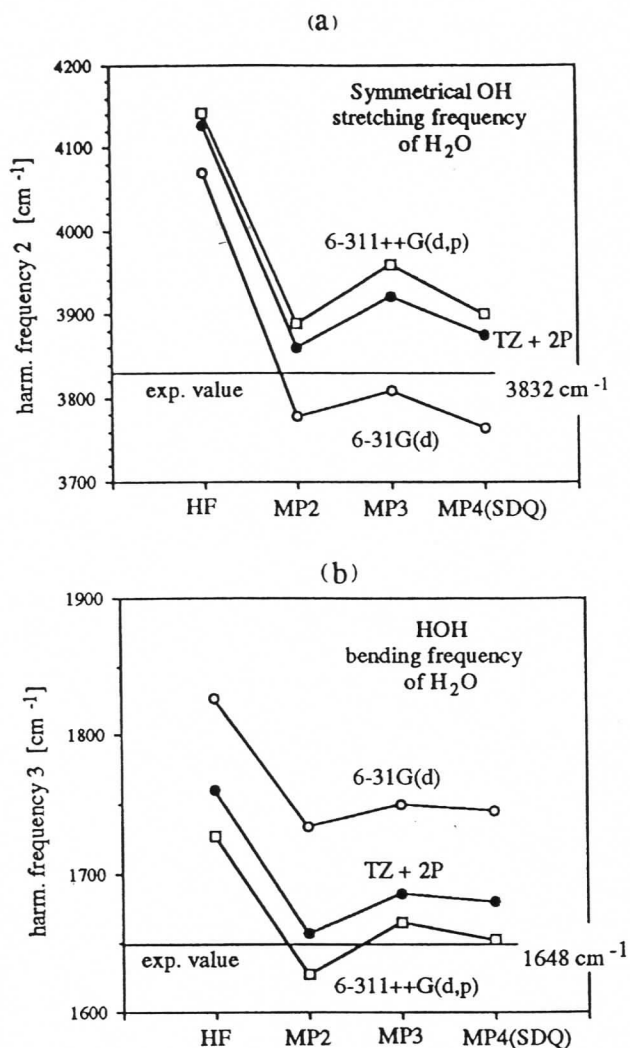 (a)
4200
4100
4000
3900
3800
3700
harm. frequency 2 [cm⁻¹]
Symmetrical OH
stretching frequency
of H₂O
6-311++G(d,p)
TZ + 2P
exp. value
3832 cm⁻¹
6-31G(d)
HF MP2 MP3 MP4(SDQ)
(b)
1900
1800
1700
1600
harm. frequency 3 [cm⁻¹]
HOH
bending frequency
of H₂O
6-31G(d)
TZ + 2P
exp. value
1648 cm⁻¹
6-311++G(d,p)
HF MP2 MP3 MP4(SDQ)